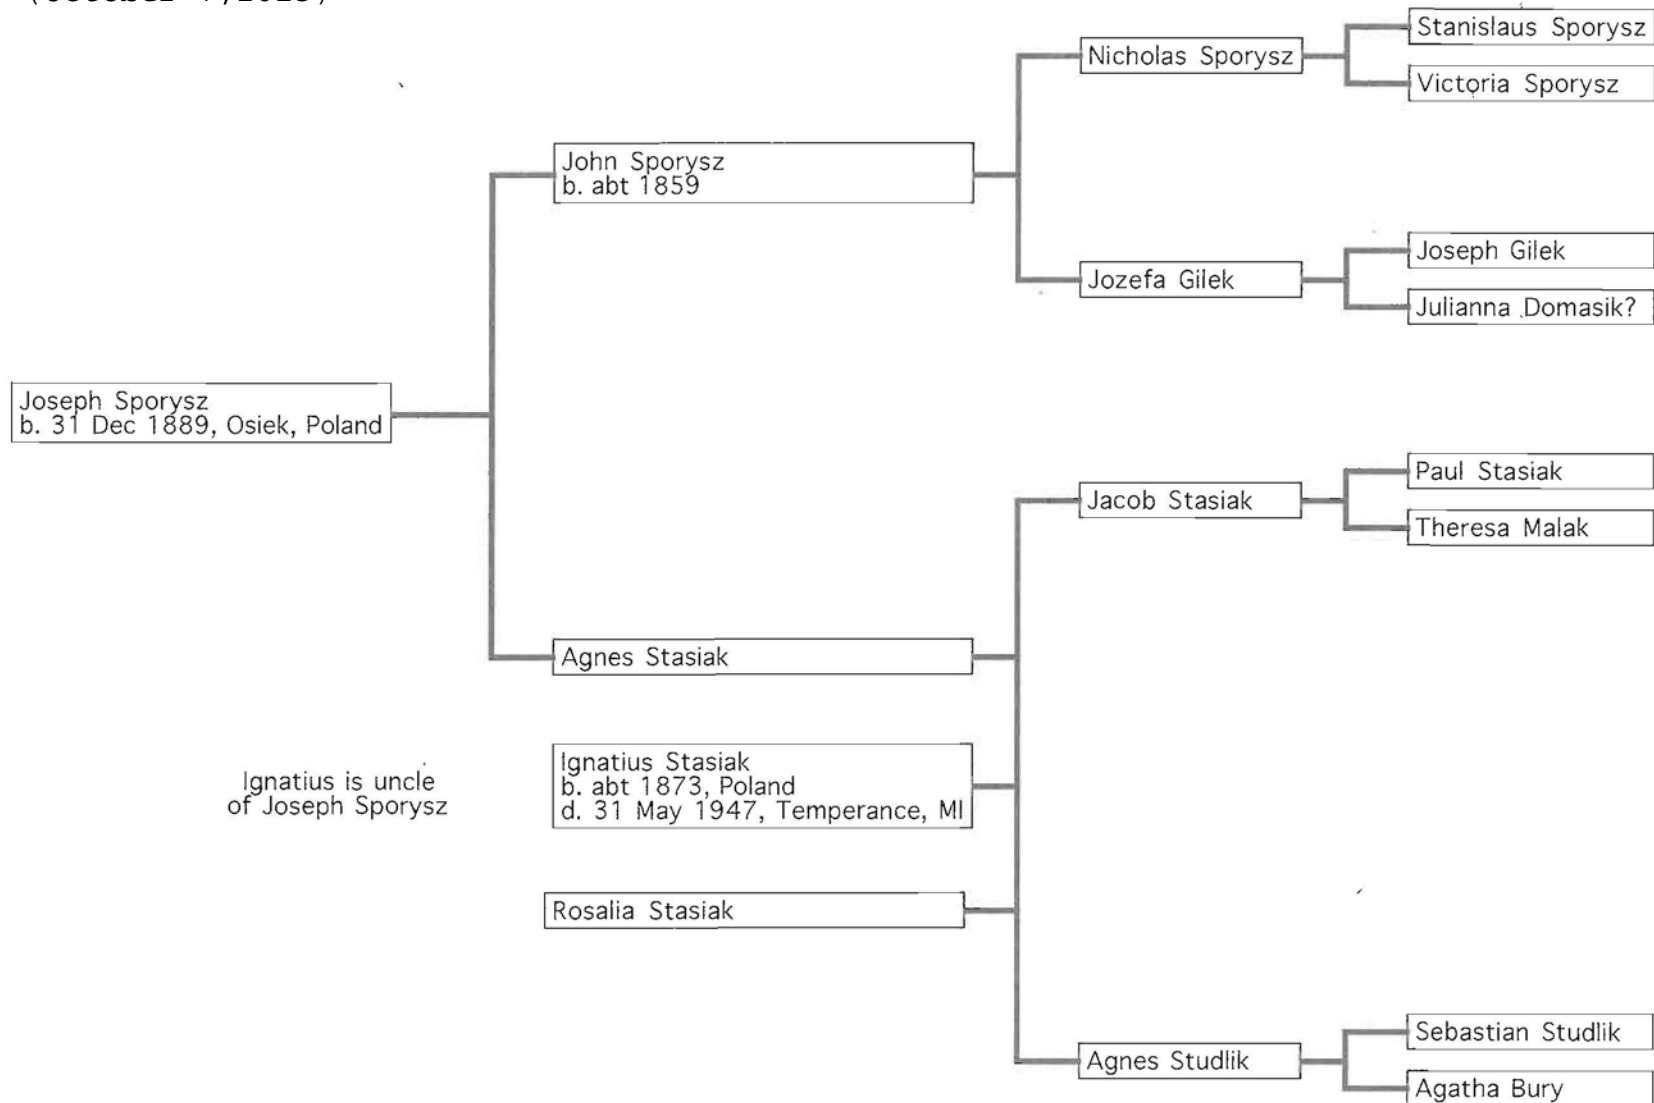 Stanislaus Sporysz
Nicholas Sporysz
Victoria Sporysz
John Sporysz
b. abt 1859
Joseph Gilek
Jozefa Gilek
Julianna Domasik?
Joseph Sporysz
b. 31 Dec 1889, Osiek, Poland
Paul Stasiak
Jacob Stasiak
Theresa Malak
Agnes Stasiak
Ignatius is uncle
of Joseph Sporysz
Ignatius Stasiak
b. abt 1873, Poland
d. 31 May 1947, Temperance, MI
Rosalia Stasiak
Sebastian Studlik
Agnes Studlik
Agatha Bury